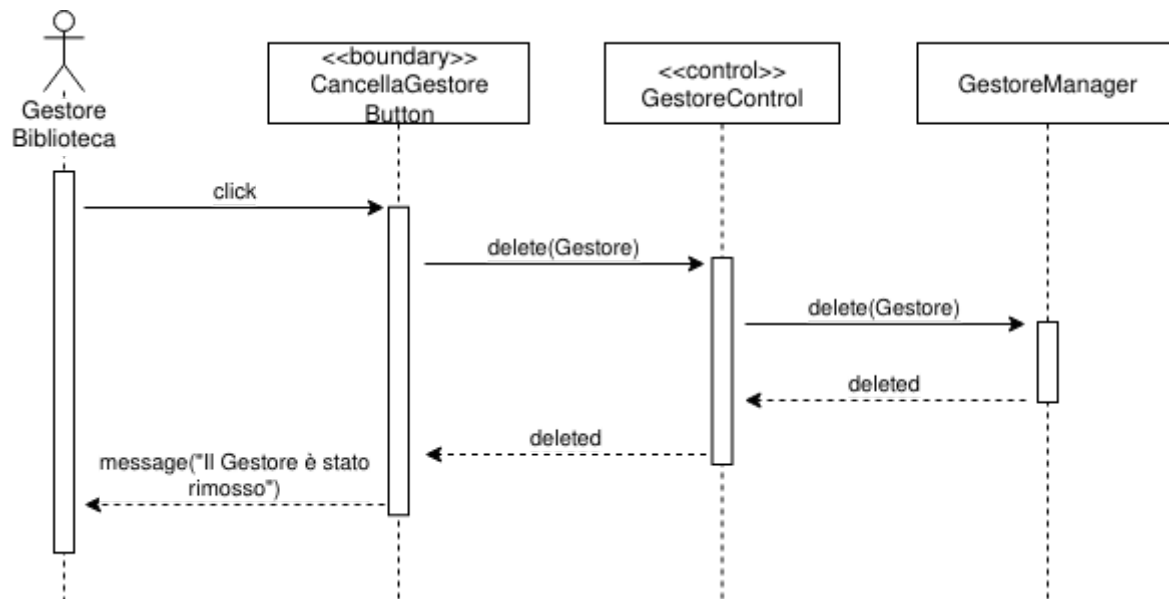 Gestore
Biblioteca
<<boundary>>
CancellaGestore
Button
<<control>>
GestoreControl
GestoreManager
click
delete(Gestore)
delete(Gestore)
deleted
deleted
message("Il Gestore è stato
rimosso")